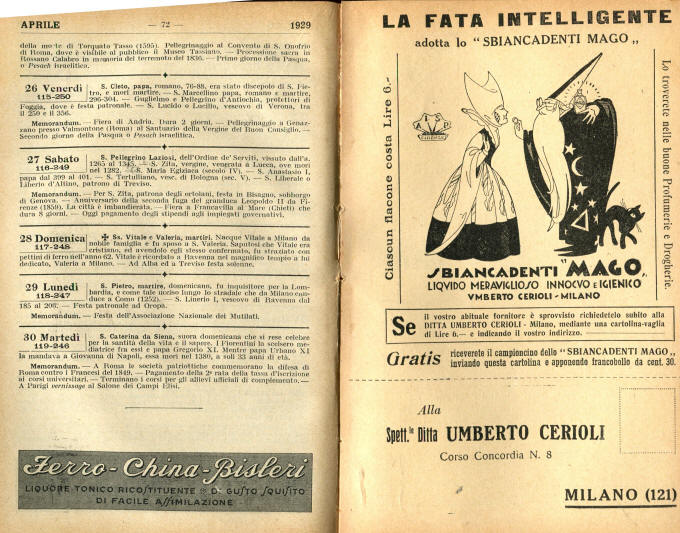 APRILE — 72 — 1929
della morte di Torquato Tasso (1595). Pellegrinaggio al Convento di S. Onofrio
di Roma, dove è visibile al pubblico il Museo Tassiano. — Processione sacra in
Rossano Calabro in memoria del terremoto del 1836. — Primo giorno della Pasqua,
o Pesach israelitica.
26 Venerdì
116-250
S. Cleto, papa, romano, 76-88, era stato discepolo di S. Pie-
tro, e morì martire. — S. Marcellino papa, romano e martire,
296-304. — Guglielmo e Pellegrino d'Antiochia, protettori di
Foggia, dove è festa patronale. — S. Lucido o Lucillo, vescovo di Verona, tra
il 250 e il 356.
Memorandum. — Fiera di Andria. Dura 2 giorni. — Pellegrinaggio a Genaz-
zano presso Valmontone (Roma) al Santuario della Vergine del Buon Consiglio. —
Secondo giorno della Pasqua o Pesach israelitica.
27 Sabato
116-249
S. Pellegrino Laziosi, dell'Ordine de' Serviti, vissuto dall'a.
1265 al 1345. — S. Zita, vergine, venerata a Lucca, ove morì
nel 1282. — S. Maria Egiziaca (secolo IV). — S. Anastasio I,
papa dal 399 al 401. — S. Tertulliano, vesc. di Bologna (sec. V). — S. Liberale o
Liberio d'Altino, patrono di Treviso.
Memorandum. — Per S. Zita, patrona degli ortolani, festa in Bisagno, sobborgo
di Genova. — Anniversario della seconda fuga del granduca Leopoldo II da Fi-
renze (1859). La città è imbandierata. — Fiera a Francavilla al Mare (Chieti) che
dura 8 giorni. — Oggi pagamento degli stipendi agli impiegati governativi.
28 Domenica
117-248
✠ Ss. Vitale e Valeria, martiri. Nacque Vitale a Milano da
nobile famiglia e fu sposo a S. Valeria. Saputosi che Vitale era
cristiano, ed avendolo egli stesso confermato, fu straziato con
pettini di ferro nell'anno 62. Vitale è ricordato a Ravenna nel magnifico tempio a lui
dedicato, Valeria a Milano. — Ad Alba ed a Treviso festa solenne.
29 Lunedì
118-247
S. Pietro, martire, domenicano, fu inquisitore per la Lom-
bardia, e come tale ucciso lungo lo stradale che da Milano con-
duce a Como (1252). — S. Linerio I, vescovo di Ravenna dal
185 al 206. — Festa patronale ad Oropa.
Memorandum. — Festa dell'Associazione Nazionale dei Mutilati.
30 Martedì
119-246
S. Caterina da Siena, suora domenicana che si rese celebre
per la santità della vita e il sapere. I Fiorentini la scelsero me-
diatrice fra essi e papa Gregorio XI. Mentre papa Urbano XI
la mandava a Giovanna di Napoli, essa morì nel 1380, a soli 33 anni di età.
Memorandum. — A Roma le società patriottiche commemorano la difesa di
Roma contro i Francesi del 1849. — Pagamento della 2ª rata della tassa d'iscrizione
ai corsi universitari. — Terminano i corsi per gli allievi ufficiali di complemento. —
A Parigi vernissage al Salone dei Campi Elisi.
Ferro-China-Bisleri
LIQUORE TONICO RICOSTITUENTE DI GUSTO SQUISITO
DI FACILE ASSIMILAZIONE
LA FATA INTELLIGENTE
adotta lo "SBIANCADENTI MAGO„
Ciascun flacone costa Lire 6.-
Lo troverete nelle buone Profumerie e Drogherie.
SBIANCADENTI "MAGO„
LIQVIDO MERAVIGLIOSO INNOCVO E IGIENICO
VMBERTO CERIOLI - MILANO
Se
il vostro abituale fornitore è sprovvisto richiedetelo subito alla
DITTA UMBERTO CERIOLI - Milano, mediante una cartolina-vaglia
di Lire 6.— e indicando il vostro indirizzo.
Gratis
riceverete il campioncino dello "SBIANCADENTI MAGO„
inviando questa cartolina e apponendo francobollo da cent. 30.
Alla
Spett.le Ditta UMBERTO CERIOLI
Corso Concordia N. 8
MILANO (121)